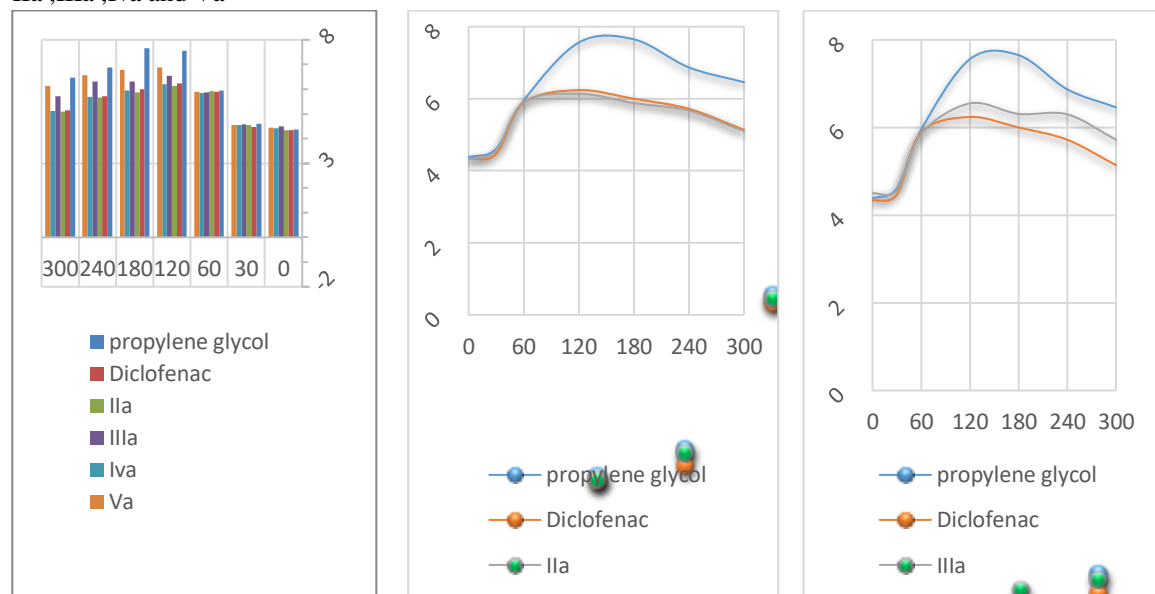 IIa ,IIIa ,Iva and Va
8
3
-2
300 240 180 120 60 30 0
propylene glycol
Diclofenac
IIa
IIIa
Iva
Va
8
6
4
2
0
0 60 120 180 240 300
propylene glycol
Diclofenac
IIa
8
6
4
2
0
0 60 120 180 240 300
propylene glycol
Diclofenac
IIIa